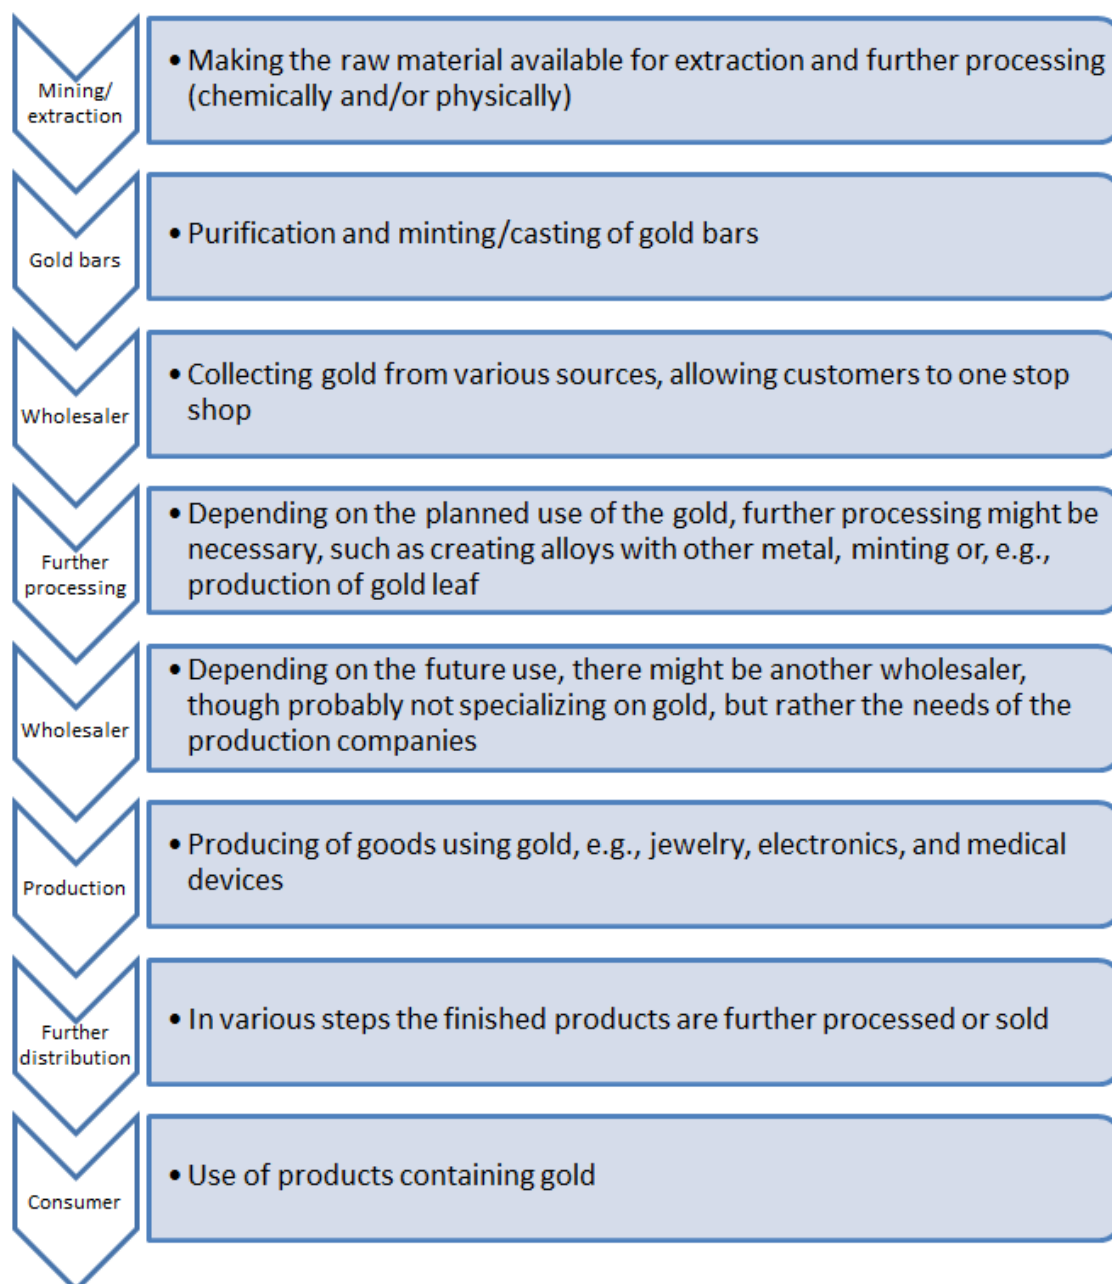 Mining/
extraction
• Making the raw material available for extraction and further processing
(chemically and/or physically)
Gold bars
• Purification and minting/casting of gold bars
Wholesaler
• Collecting gold from various sources, allowing customers to one stop
shop
Further
processing
• Depending on the planned use of the gold, further processing might be
necessary, such as creating alloys with other metal, minting or, e.g.,
production of gold leaf
Wholesaler
• Depending on the future use, there might be another wholesaler,
though probably not specializing on gold, but rather the needs of the
production companies
Production
• Producing of goods using gold, e.g., jewelry, electronics, and medical
devices
Further
distribution
• In various steps the finished products are further processed or sold
Consumer
• Use of products containing gold